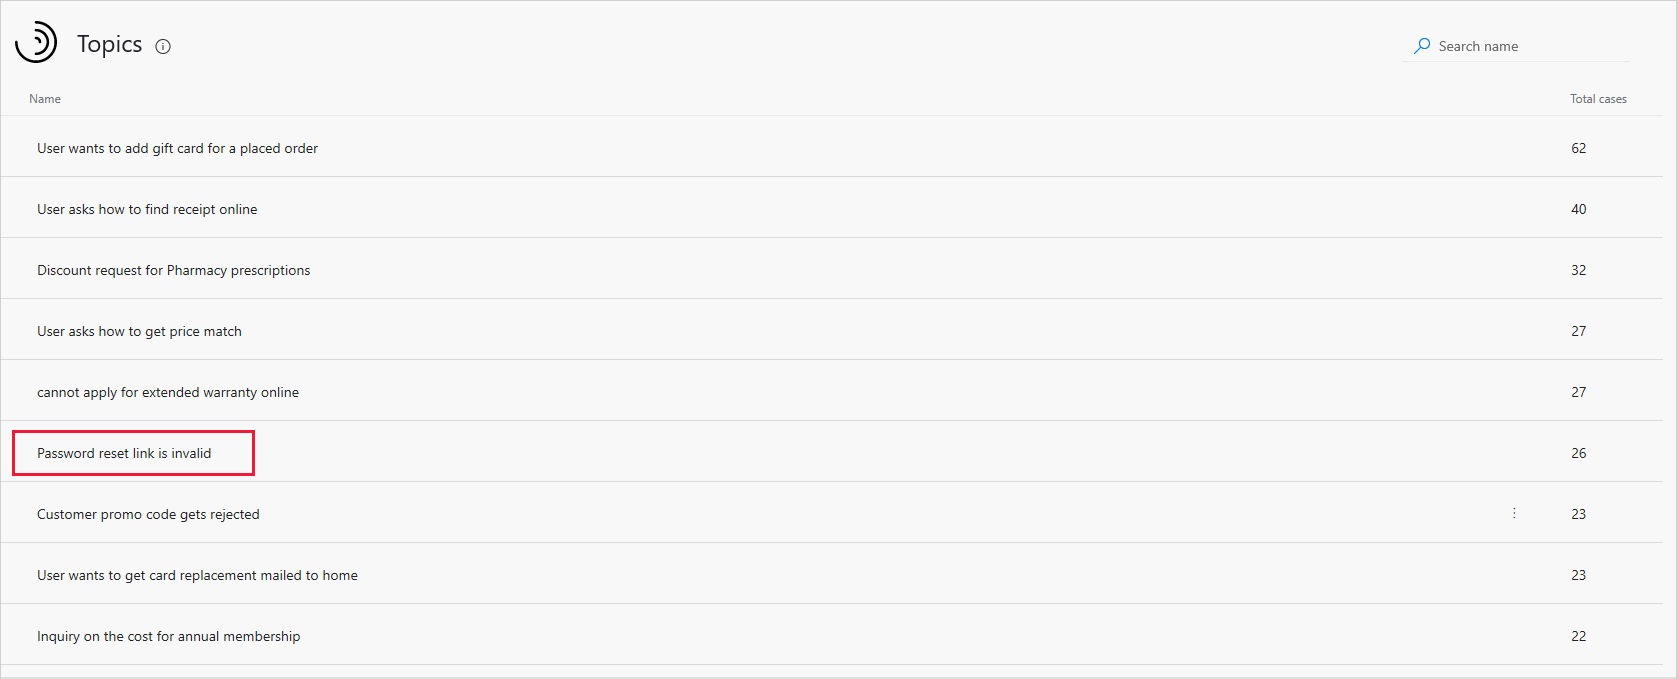 Topics
Search name
Name Total cases
User wants to add gift card for a placed order 62
User asks how to find receipt online 40
Discount request for Pharmacy prescriptions 32
User asks how to get price match 27
cannot apply for extended warranty online 27
Password reset link is invalid 26
Customer promo code gets rejected 23
User wants to get card replacement mailed to home 23
Inquiry on the cost for annual membership 22